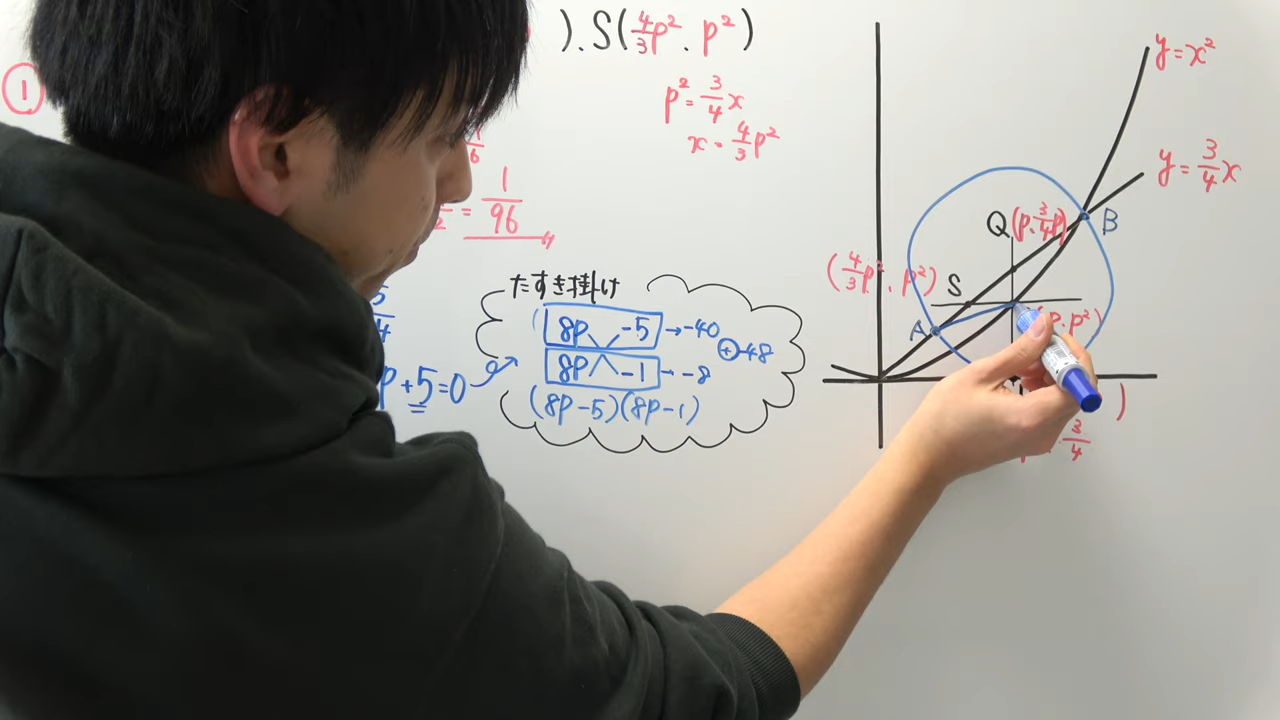 ①
).S(4/3p². p²)
p²=3/4x
x=4/3p²
=1/96
p+5=0
たすき掛け
8p -5 →-40
⊕-48
8p -1 →-8
(8p-5)(8p-1)
y=x²
y=3/4x
Q(p.3/4p)
B
(4/3p². p²)
S
A
p.p²)
)
3/4